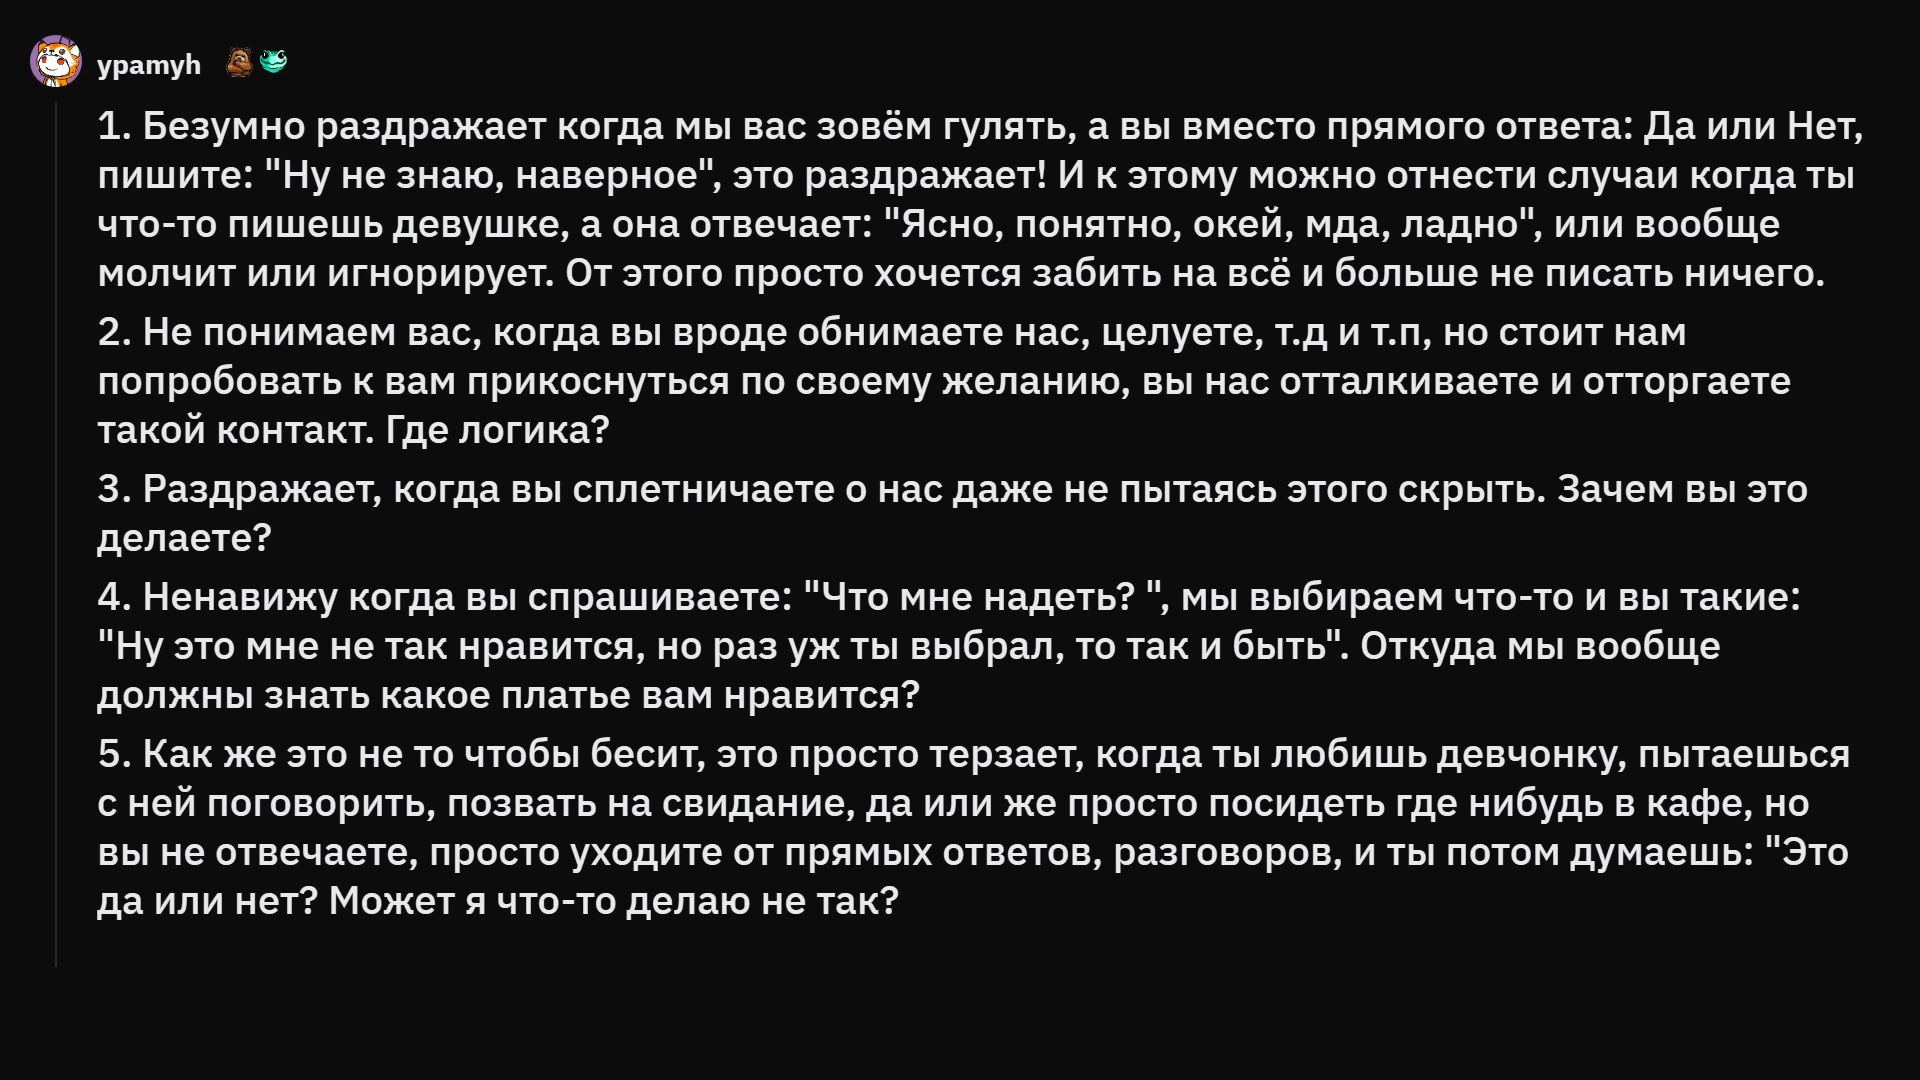 ypamyh
1. Безумно раздражает когда мы вас зовём гулять, а вы вместо прямого ответа: Да или Нет,
пишите: "Ну не знаю, наверное", это раздражает! И к этому можно отнести случаи когда ты
что-то пишешь девушке, а она отвечает: "Ясно, понятно, окей, мда, ладно", или вообще
молчит или игнорирует. От этого просто хочется забить на всё и больше не писать ничего.
2. Не понимаем вас, когда вы вроде обнимаете нас, целуете, т.д и т.п, но стоит нам
попробовать к вам прикоснуться по своему желанию, вы нас отталкиваете и отторгаете
такой контакт. Где логика?
3. Раздражает, когда вы сплетничаете о нас даже не пытаясь этого скрыть. Зачем вы это
делаете?
4. Ненавижу когда вы спрашиваете: "Что мне надеть? ", мы выбираем что-то и вы такие:
"Ну это мне не так нравится, но раз уж ты выбрал, то так и быть". Откуда мы вообще
должны знать какое платье вам нравится?
5. Как же это не то чтобы бесит, это просто терзает, когда ты любишь девчонку, пытаешься
с ней поговорить, позвать на свидание, да или же просто посидеть где нибудь в кафе, но
вы не отвечаете, просто уходите от прямых ответов, разговоров, и ты потом думаешь: "Это
да или нет? Может я что-то делаю не так?